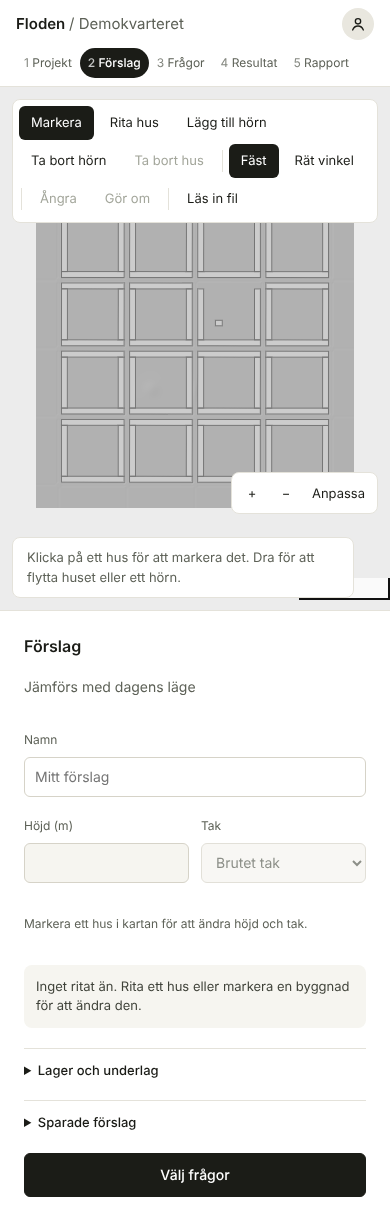 Floden / Demokvarteret
1 Projekt 2 Förslag 3 Frågor 4 Resultat 5 Rapport
Markera Rita hus Lägg till hörn
Ta bort hörn Ta bort hus Fäst Rät vinkel
Ångra Gör om Läs in fil
+ − Anpassa
Klicka på ett hus för att markera det. Dra för att
flytta huset eller ett hörn.
Förslag
Jämförs med dagens läge
Namn
Mitt förslag
Höjd (m) Tak
Brutet tak
Markera ett hus i kartan för att ändra höjd och tak.
Inget ritat än. Rita ett hus eller markera en byggnad
för att ändra den.
Lager och underlag
Sparade förslag
Välj frågor